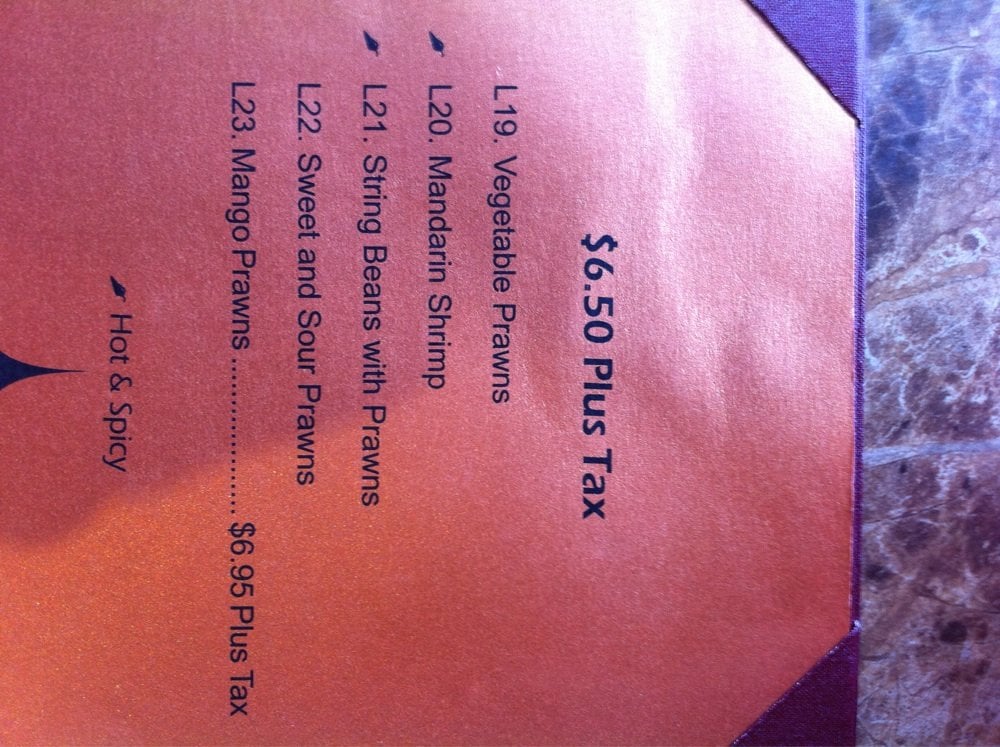 $6.50 Plus Tax
L19. Vegetable Prawns
L20. Mandarin Shrimp
L21. String Beans with Prawns
L22. Sweet and Sour Prawns
L23. Mango Prawns .................. $6.95 Plus Tax
Hot & Spicy